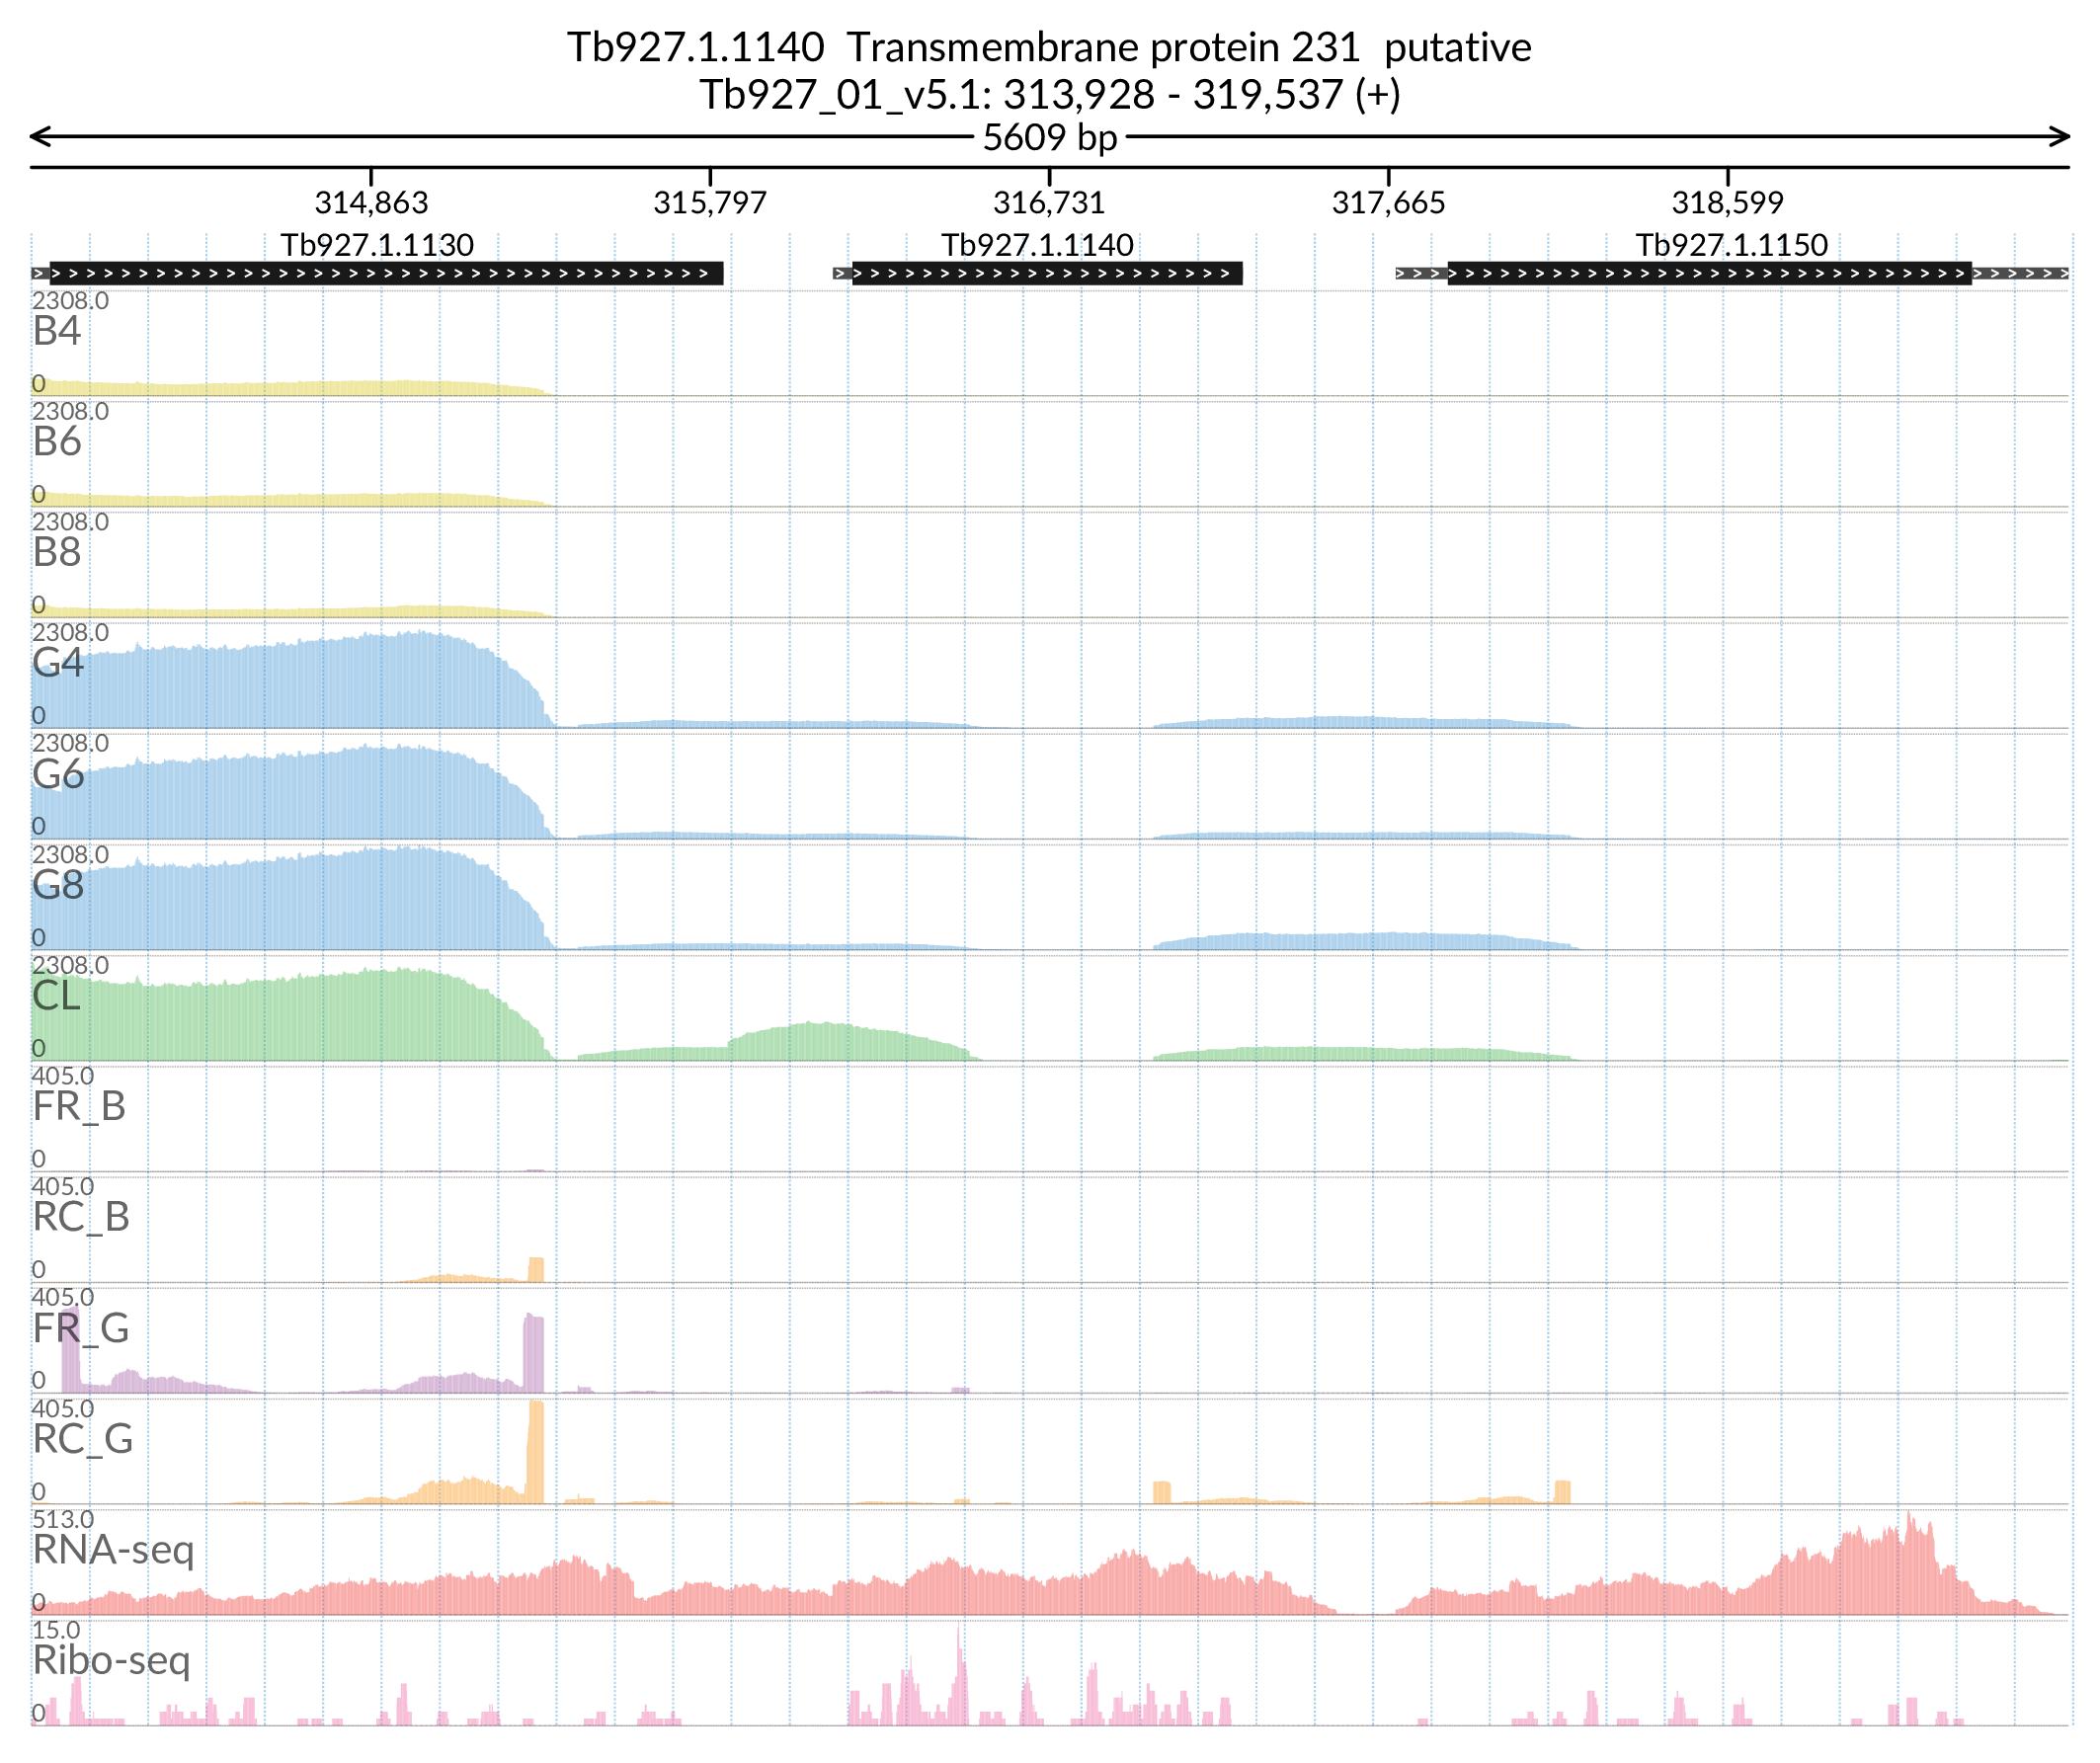 Tb927.1.1140 Transmembrane protein 231 putative
Tb927_01_v5.1: 313,928 - 319,537 (+)
5609 bp
314,863 315,797 316,731 317,665 318,599
Tb927.1.1130 Tb927.1.1140 Tb927.1.1150
2308.0
B4
0
2308.0
B6
0
2308.0
B8
0
2308.0
G4
0
2308.0
G6
0
2308.0
G8
0
2308.0
CL
0
405.0
FR_B
0
405.0
RC_B
0
405.0
FR_G
0
405.0
RC_G
0
513.0
RNA-seq
0
15.0
Ribo-seq
0